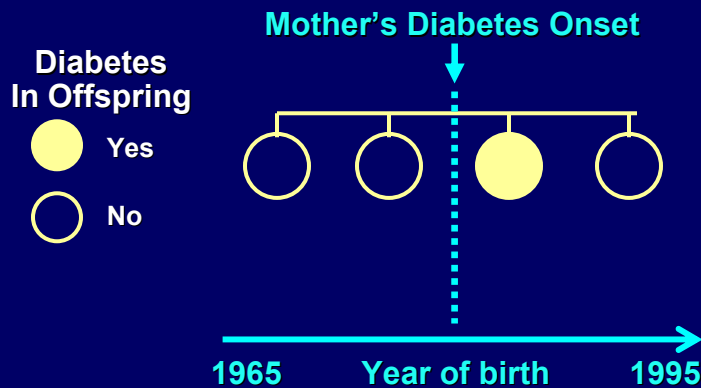 Mother's Diabetes Onset
Diabetes
In Offspring
Yes
No
1965 Year of birth 1995